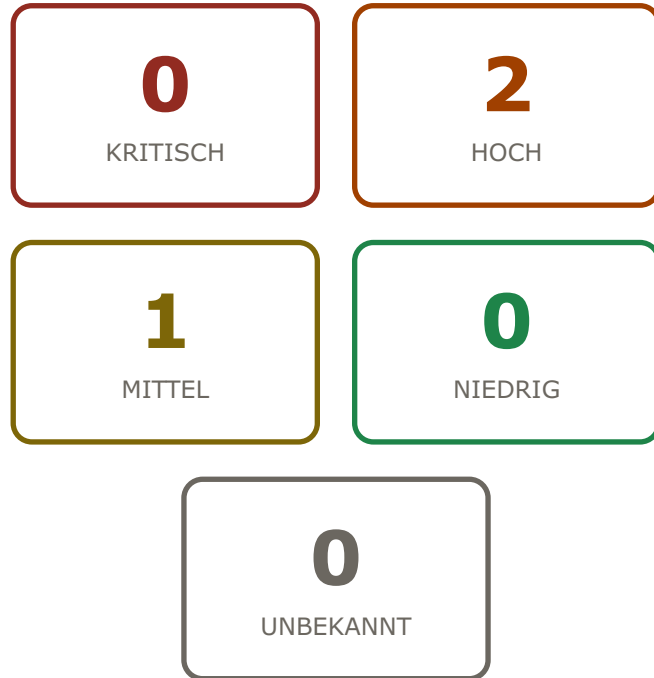 0
2
KRITISCH
HOCH
1
0
MITTEL
NIEDRIG
0
UNBEKANNT